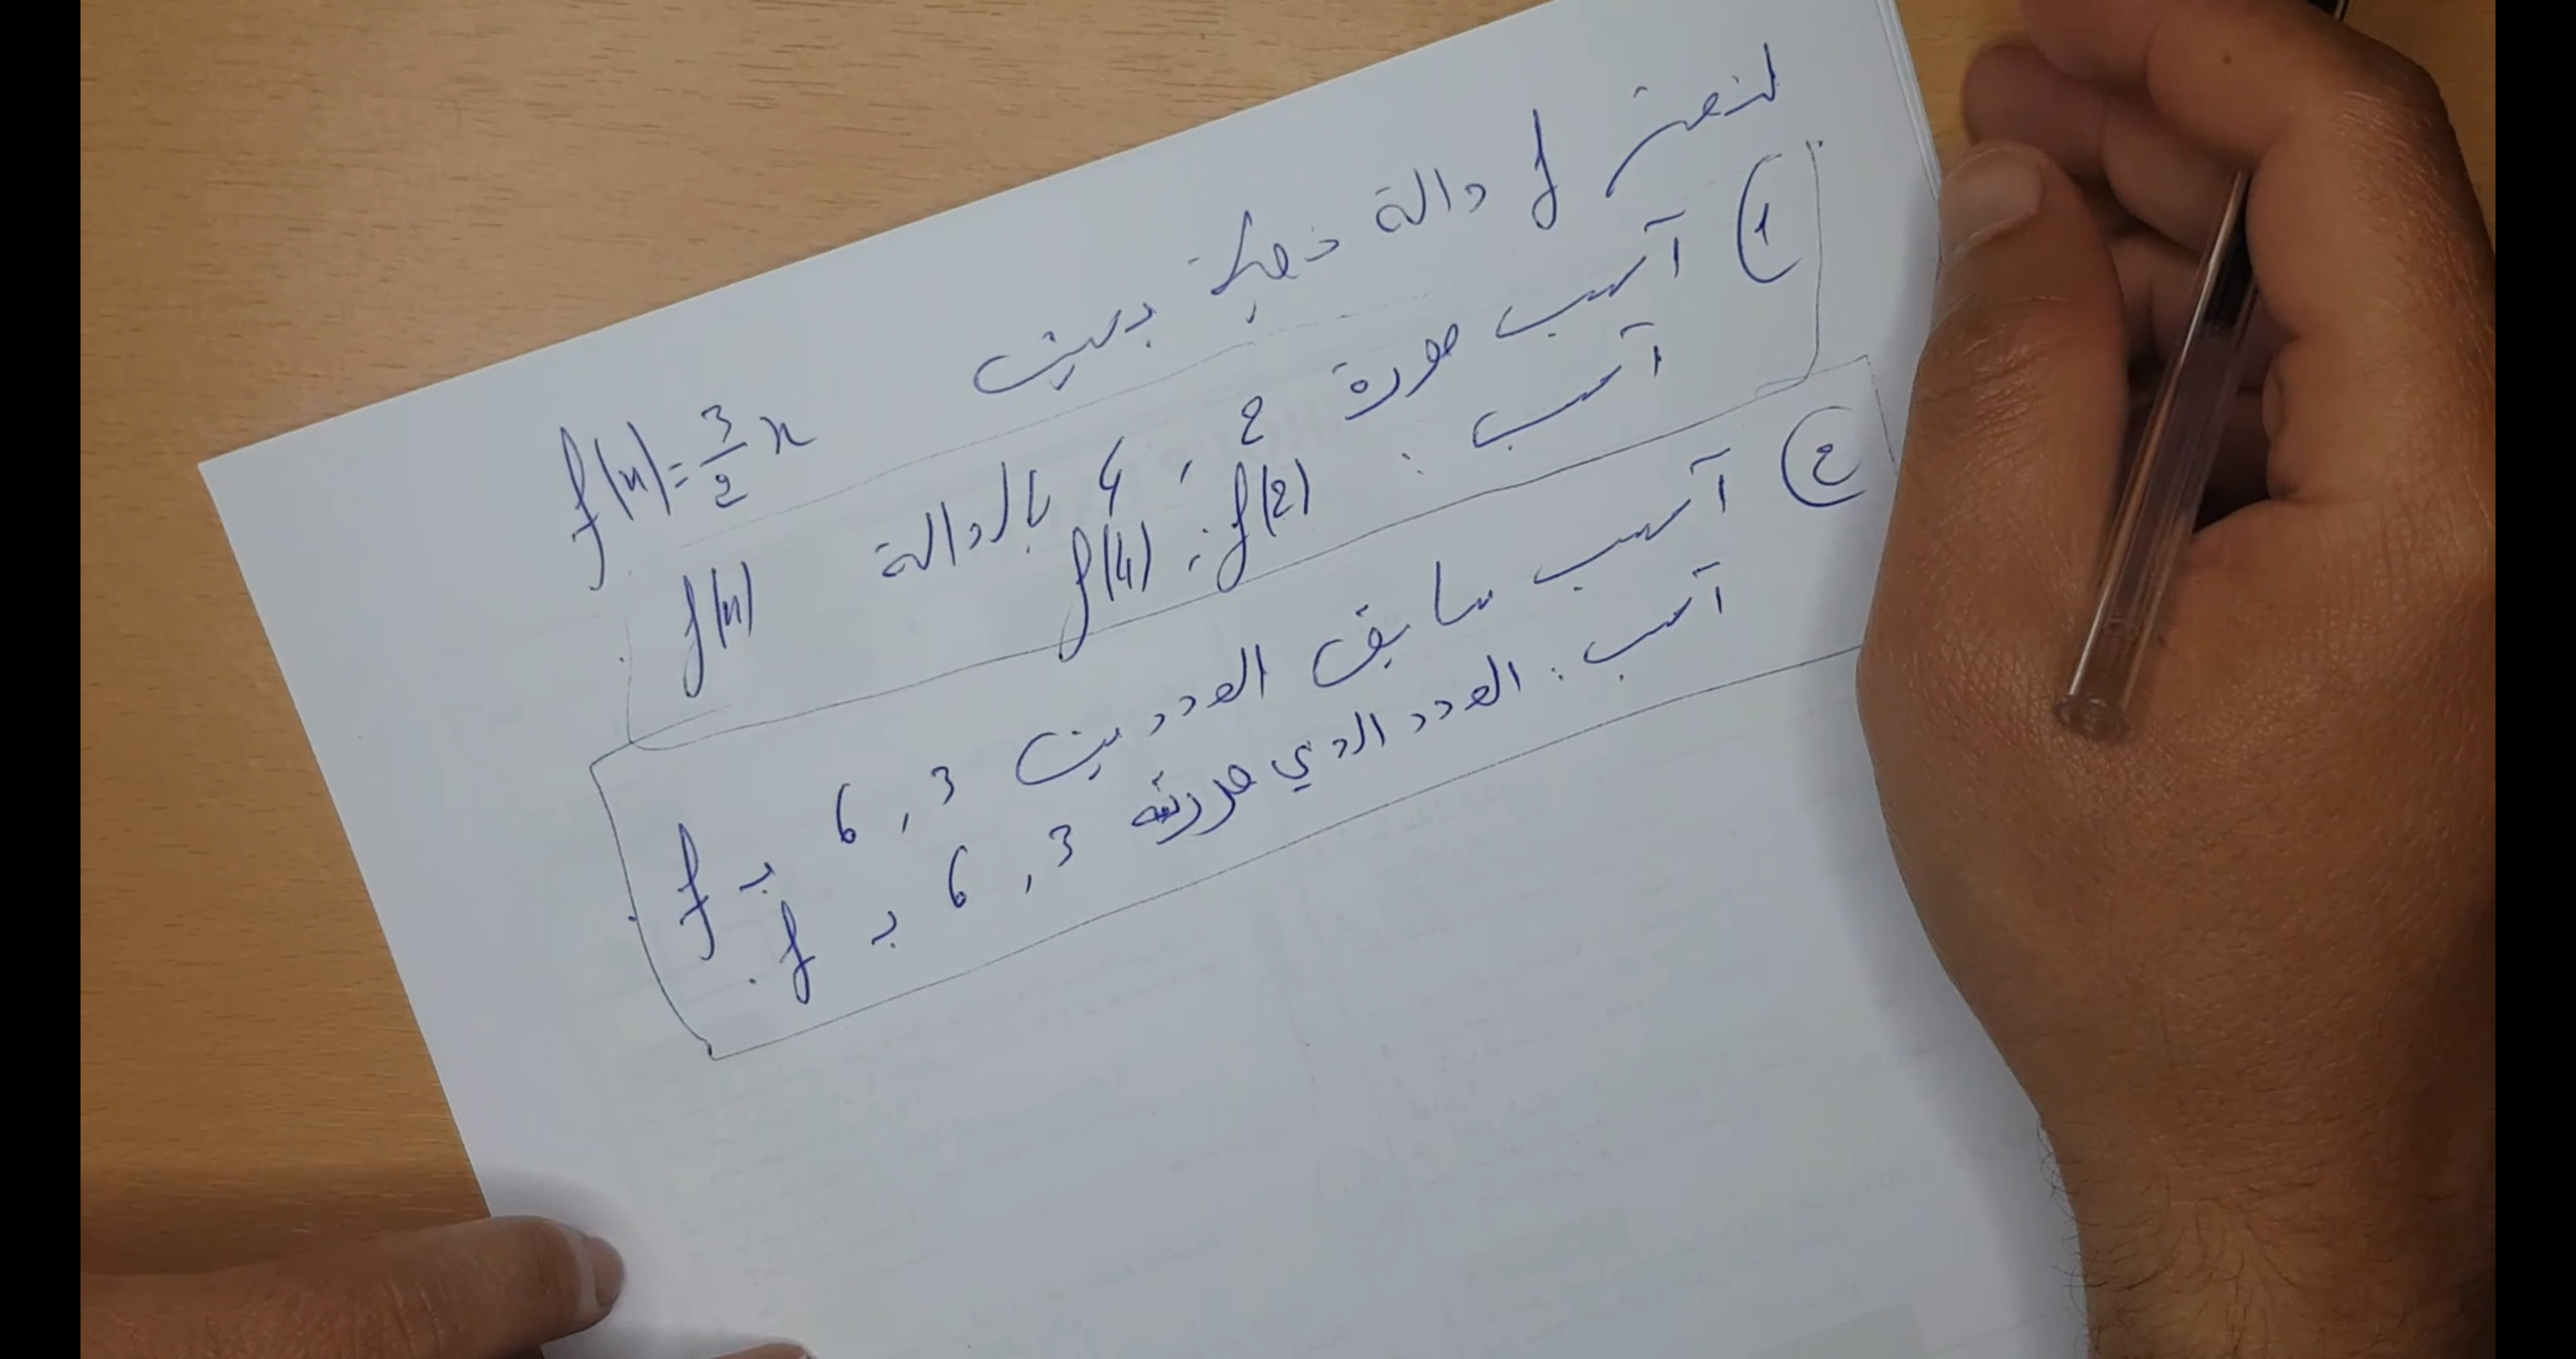 لنعتبر f دالة خطية بحيث f(x) = 3/2 x
1) أحسب صورة 2 ، 4 بالدالة f(x).
أحسب : f(2) ; f(4)
2) أحسب سابق العددين 3 , 6 بـ f.
أحسب : العدد الذي صورته 3 , 6 بـ f.